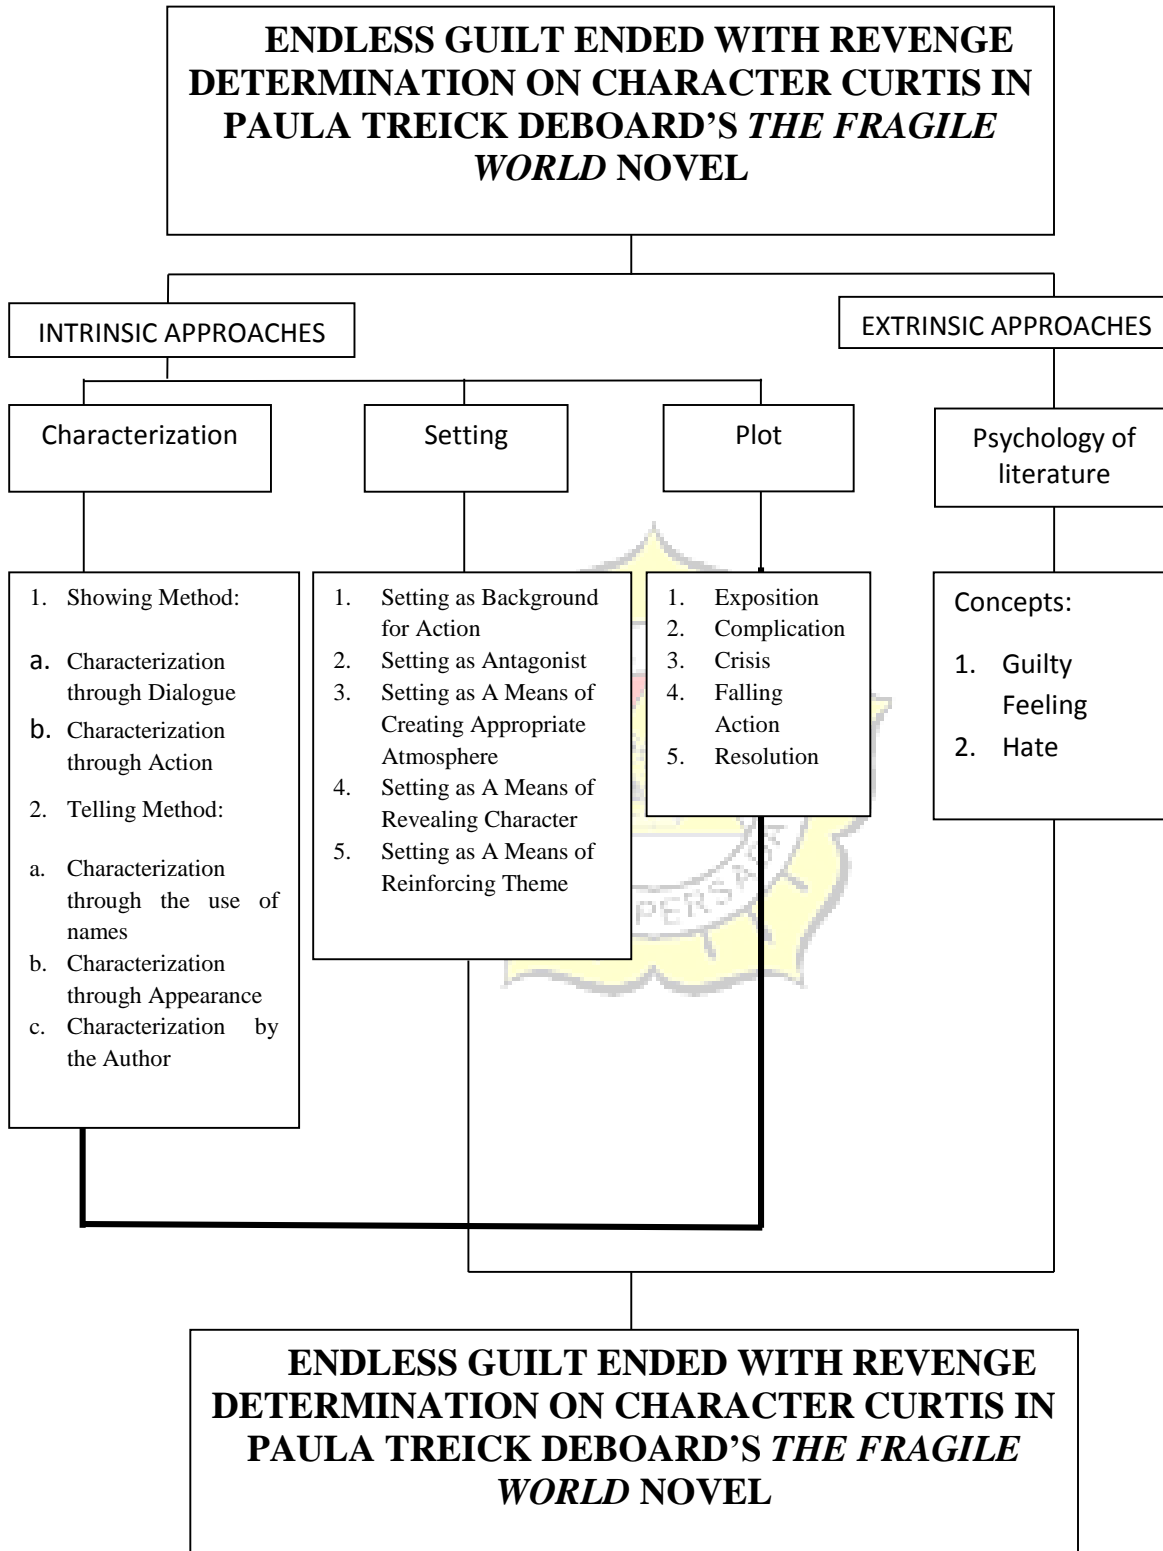 ENDLESS GUILT ENDED WITH REVENGE
DETERMINATION ON CHARACTER CURTIS IN
PAULA TREICK DEBOARD’S THE FRAGILE
WORLD NOVEL
INTRINSIC APPROACHES
EXTRINSIC APPROACHES
Characterization
Setting
Plot
Psychology of
literature
1. Showing Method:
a. Characterization
through Dialogue
b. Characterization
through Action
2. Telling Method:
a. Characterization
through the use of
names
b. Characterization
through Appearance
c. Characterization by
the Author
1. Setting as Background
for Action
2. Setting as Antagonist
3. Setting as A Means of
Creating Appropriate
Atmosphere
4. Setting as A Means of
Revealing Character
5. Setting as A Means of
Reinforcing Theme
1. Exposition
2. Complication
3. Crisis
4. Falling
Action
5. Resolution
Concepts:
1. Guilty
Feeling
2. Hate
ENDLESS GUILT ENDED WITH REVENGE
DETERMINATION ON CHARACTER CURTIS IN
PAULA TREICK DEBOARD’S THE FRAGILE
WORLD NOVEL